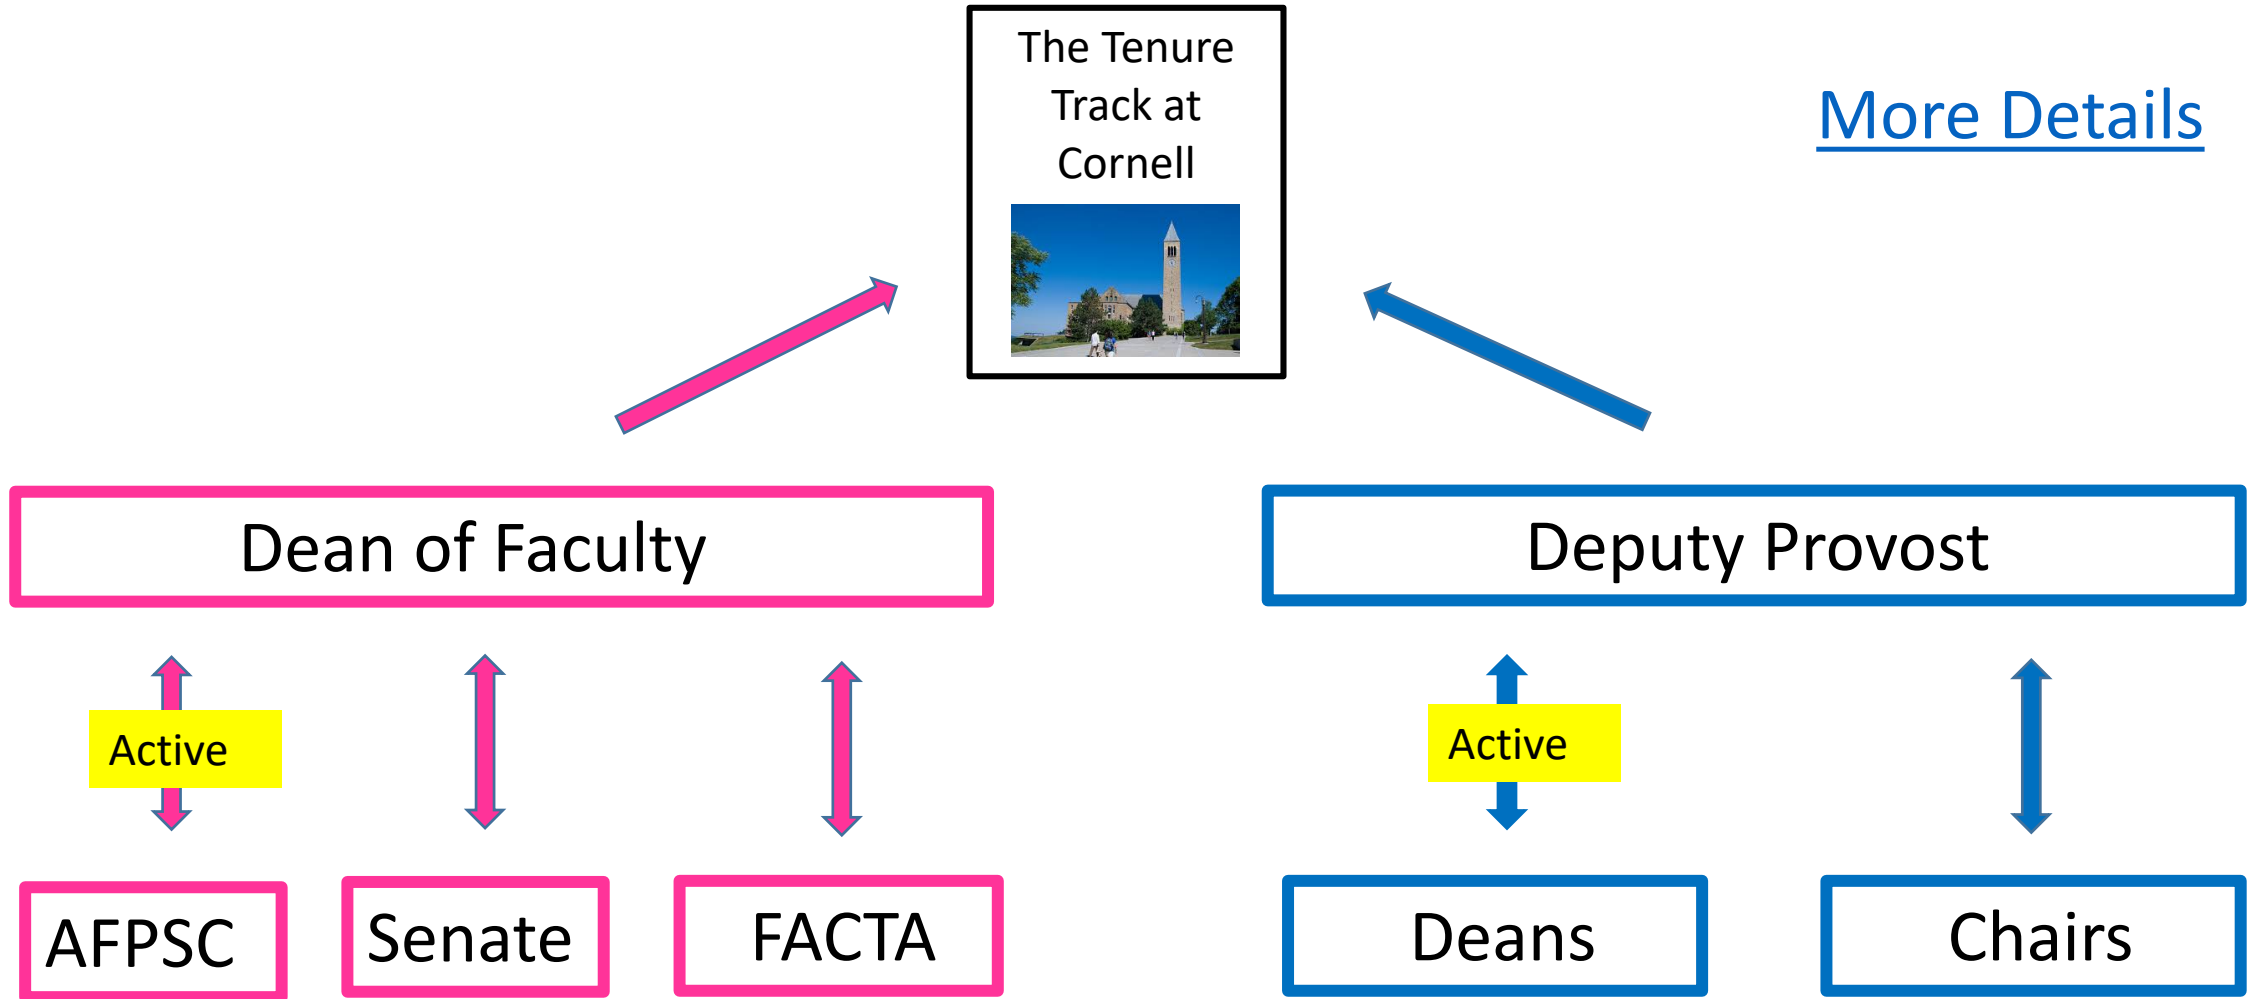 The Tenure
Track at
Cornell
More Details
Dean of Faculty
Deputy Provost
Active
Active
AFPSC
Senate
FACTA
Deans
Chairs